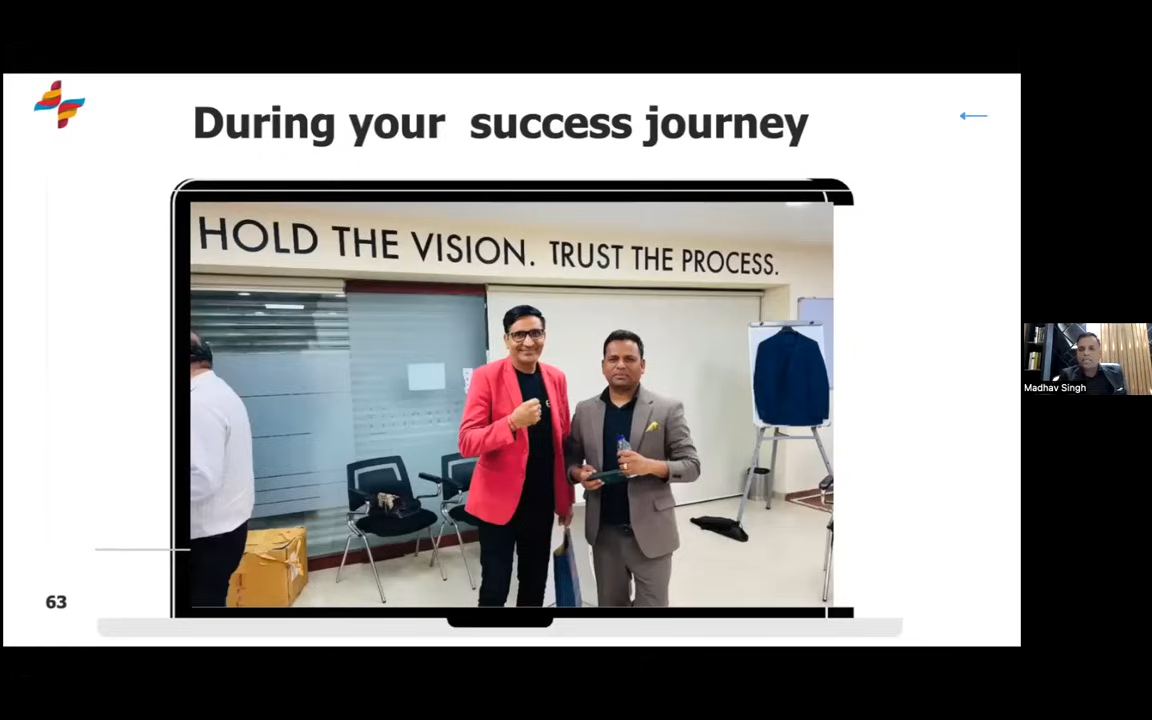 During your success journey
HOLD THE VISION. TRUST THE PROCESS.
Madhav Singh
63